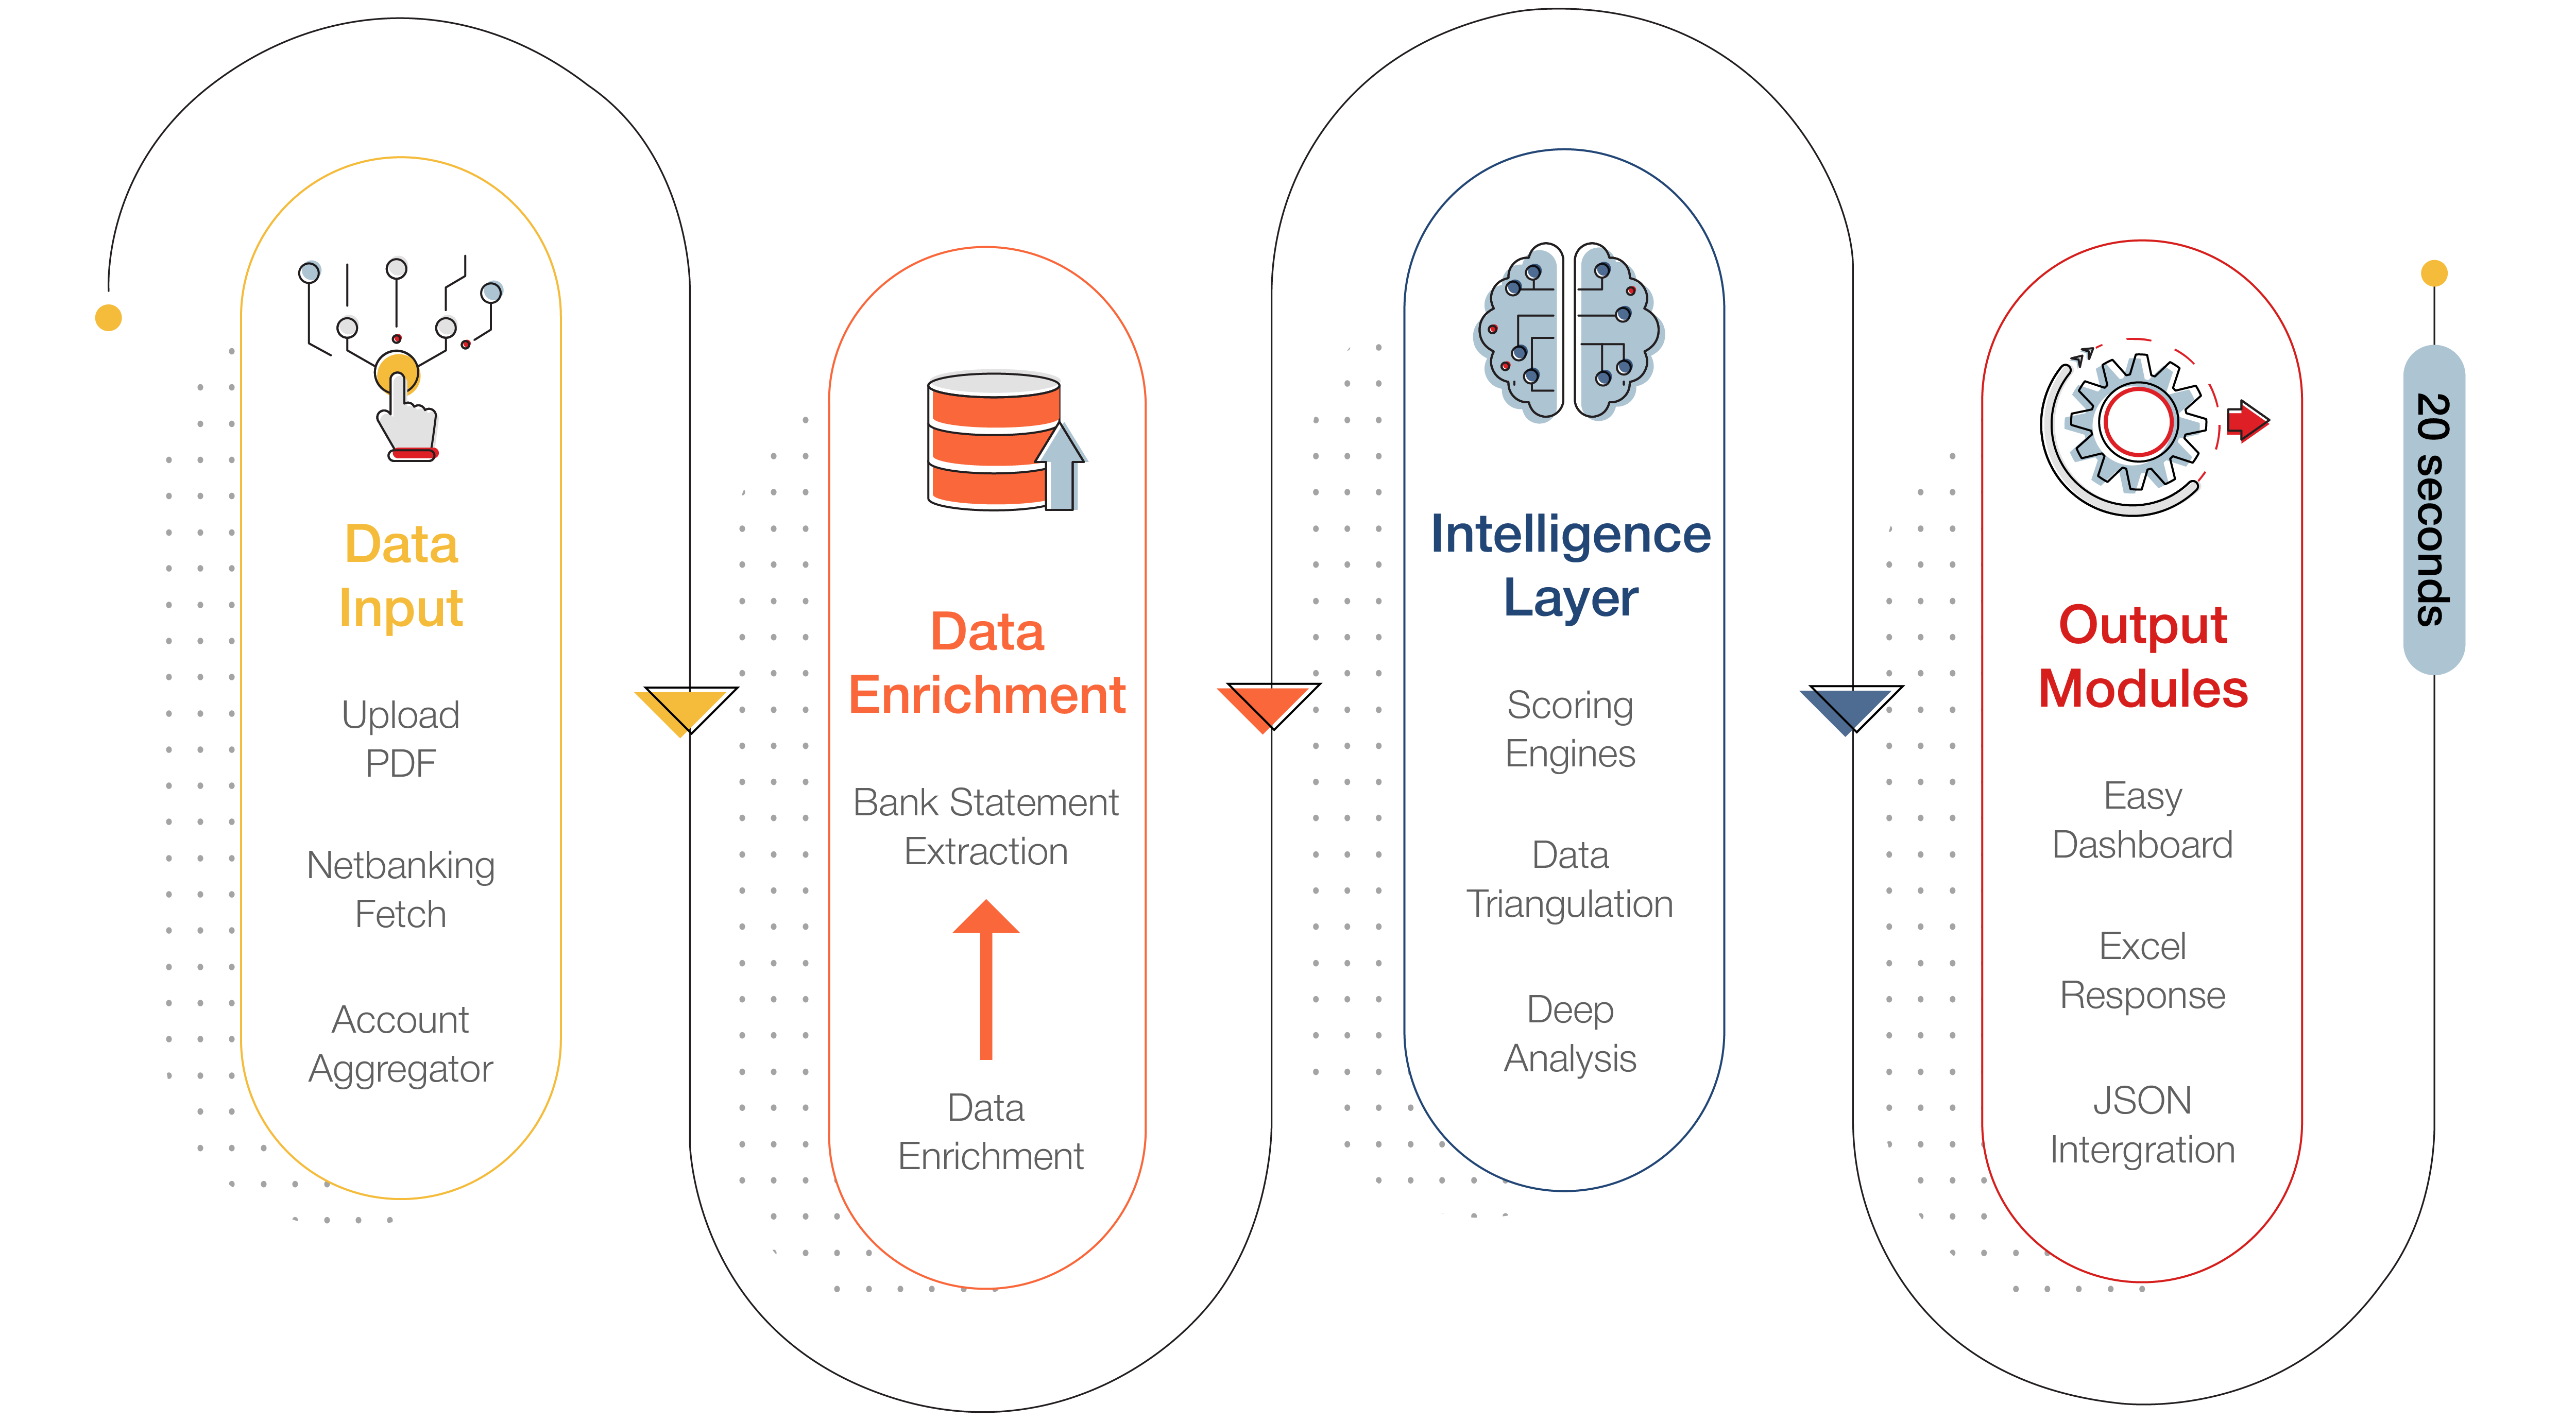 Data
Input
Upload
PDF
Netbanking
Fetch
Account
Aggregator
Data
Enrichment
Bank Statement
Extraction
Data
Enrichment
Intelligence
Layer
Scoring
Engines
Data
Triangulation
Deep
Analysis
Output
Modules
Easy
Dashboard
Excel
Response
JSON
Intergration
20 seconds